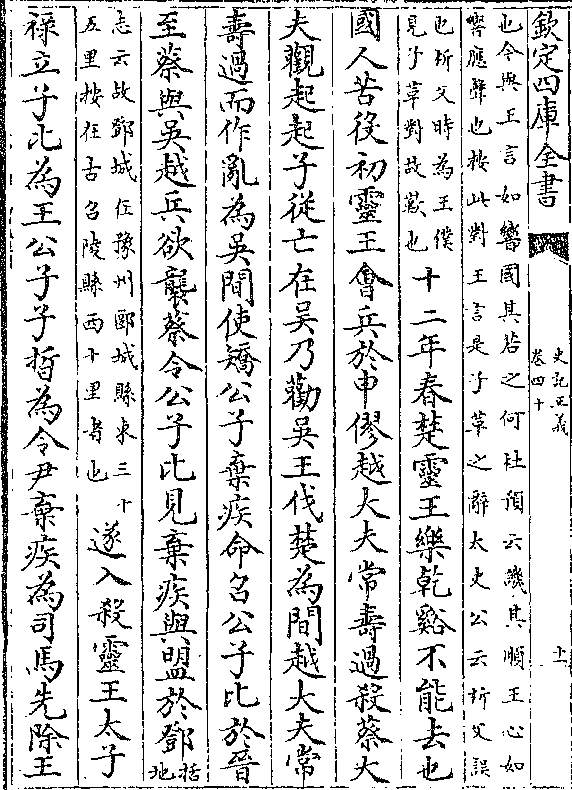 欽定四庫全書
史記正義
卷四十
十一
也今與王言如響國其若之何杜預云譏其順王心如
響應聲也按此對王言是子革之辭太史公云析父誤
也析父時為王僕
見子革對故歎也
十二年春楚靈王樂乾谿不能去也
國人苦役初靈王會兵於申僇越大夫常壽過殺蔡大
夫觀起起子從亡在吳乃勸吳王伐楚為間越大夫常
壽過而作亂為吳間使矯公子棄疾命召公子比於晉
至蔡與吳越兵欲襲蔡令公子比見棄疾與盟於鄧
括地
志云故鄧城在豫州郾城縣東三十
五里按在古召陵縣西十里者也
遂入殺靈王太子
祿立子比為王公子子晳為令尹棄疾為司馬先除王